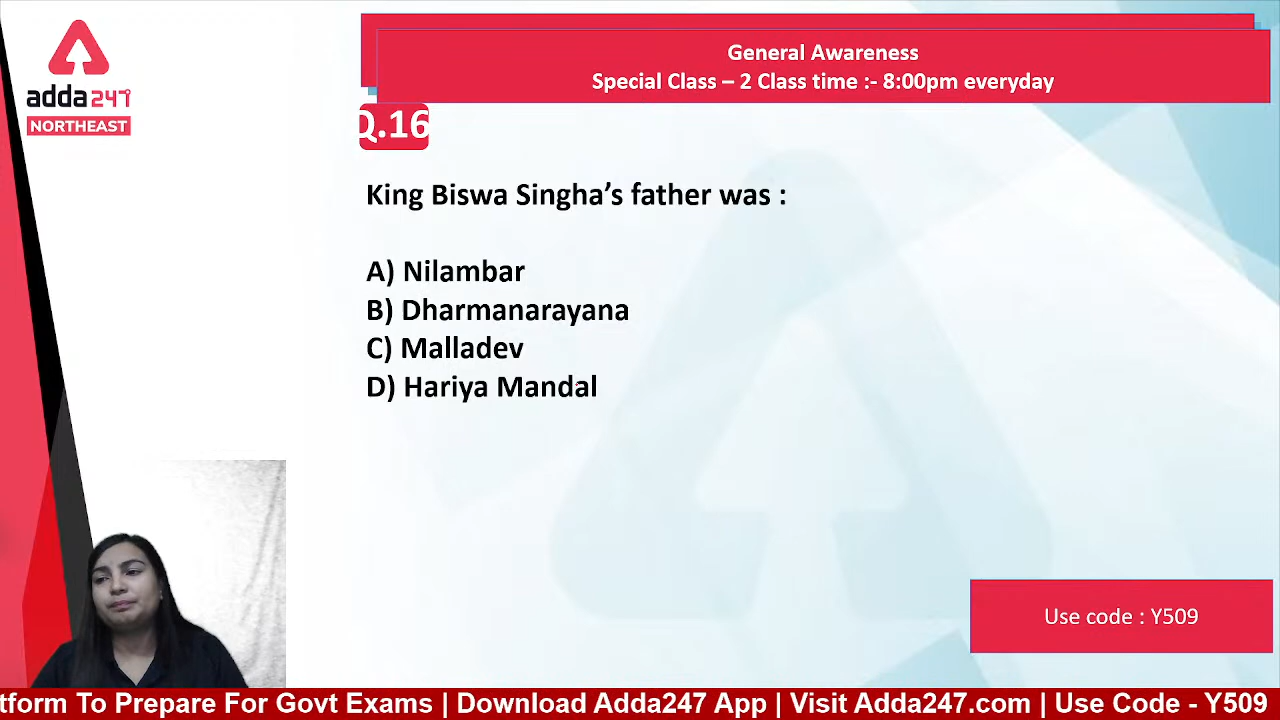 adda247
NORTHEAST
General Awareness
Special Class – 2 Class time :- 8:00pm everyday
Q.16
King Biswa Singha’s father was :
A) Nilambar
B) Dharmanarayana
C) Malladev
D) Hariya Mandal
Use code : Y509
tform To Prepare For Govt Exams | Download Adda247 App | Visit Adda247.com | Use Code - Y509